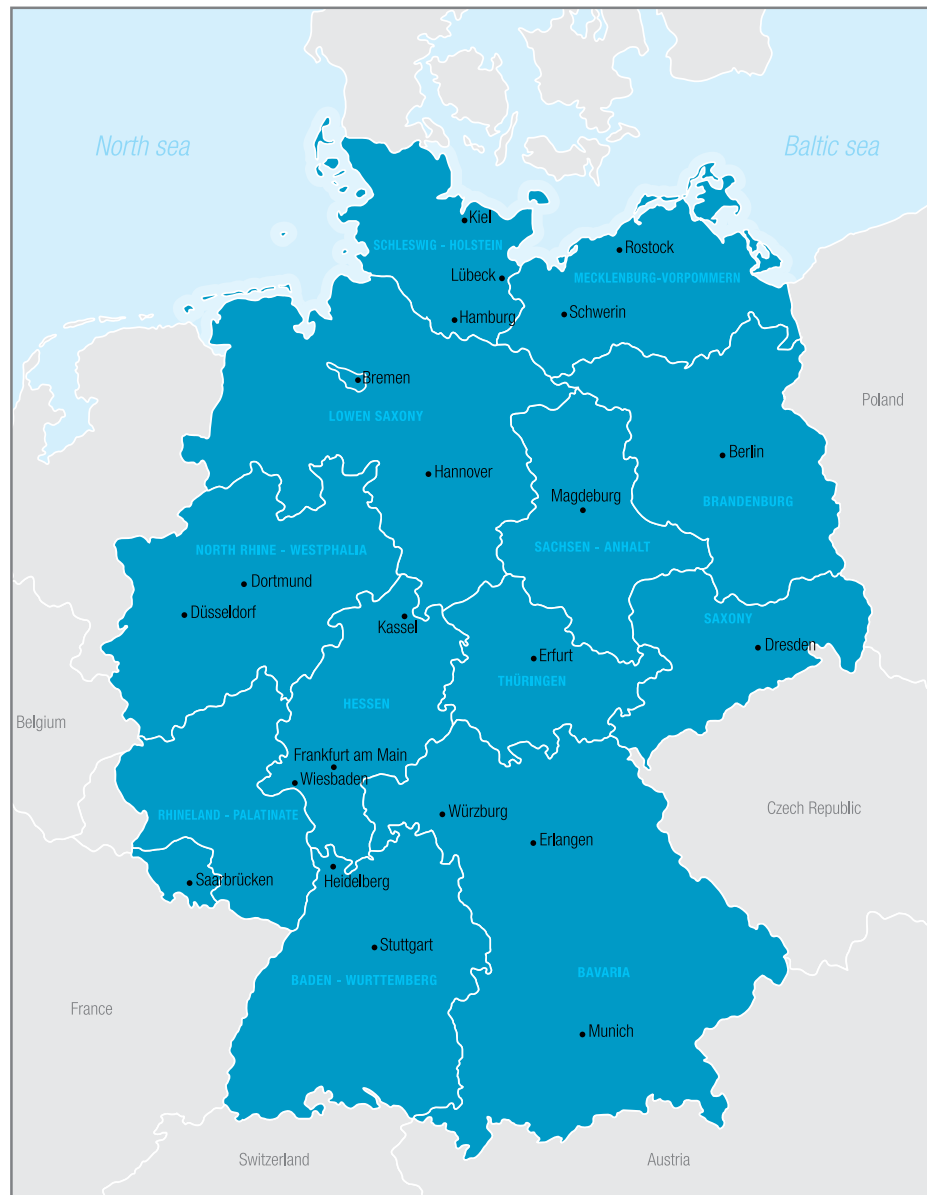 North sea
Baltic sea
Kiel
SCHLESWIG - HOLSTEIN
Rostock
Lübeck
MECKLENBURG-VORPOMMERN
Hamburg
Schwerin
Bremen
Poland
LOWEN SAXONY
Berlin
Hannover
Magdeburg
BRANDENBURG
NORTH RHINE - WESTPHALIA
SACHSEN - ANHALT
Dortmund
Düsseldorf
Kassel
SAXONY
Dresden
Erfurt
THÜRINGEN
HESSEN
Belgium
Frankfurt am Main
Wiesbaden
RHINELAND - PALATINATE
Würzburg
Czech Republic
Erlangen
Saarbrücken
Heidelberg
Stuttgart
BADEN - WURTTEMBERG
BAVARIA
France
Munich
Switzerland
Austria